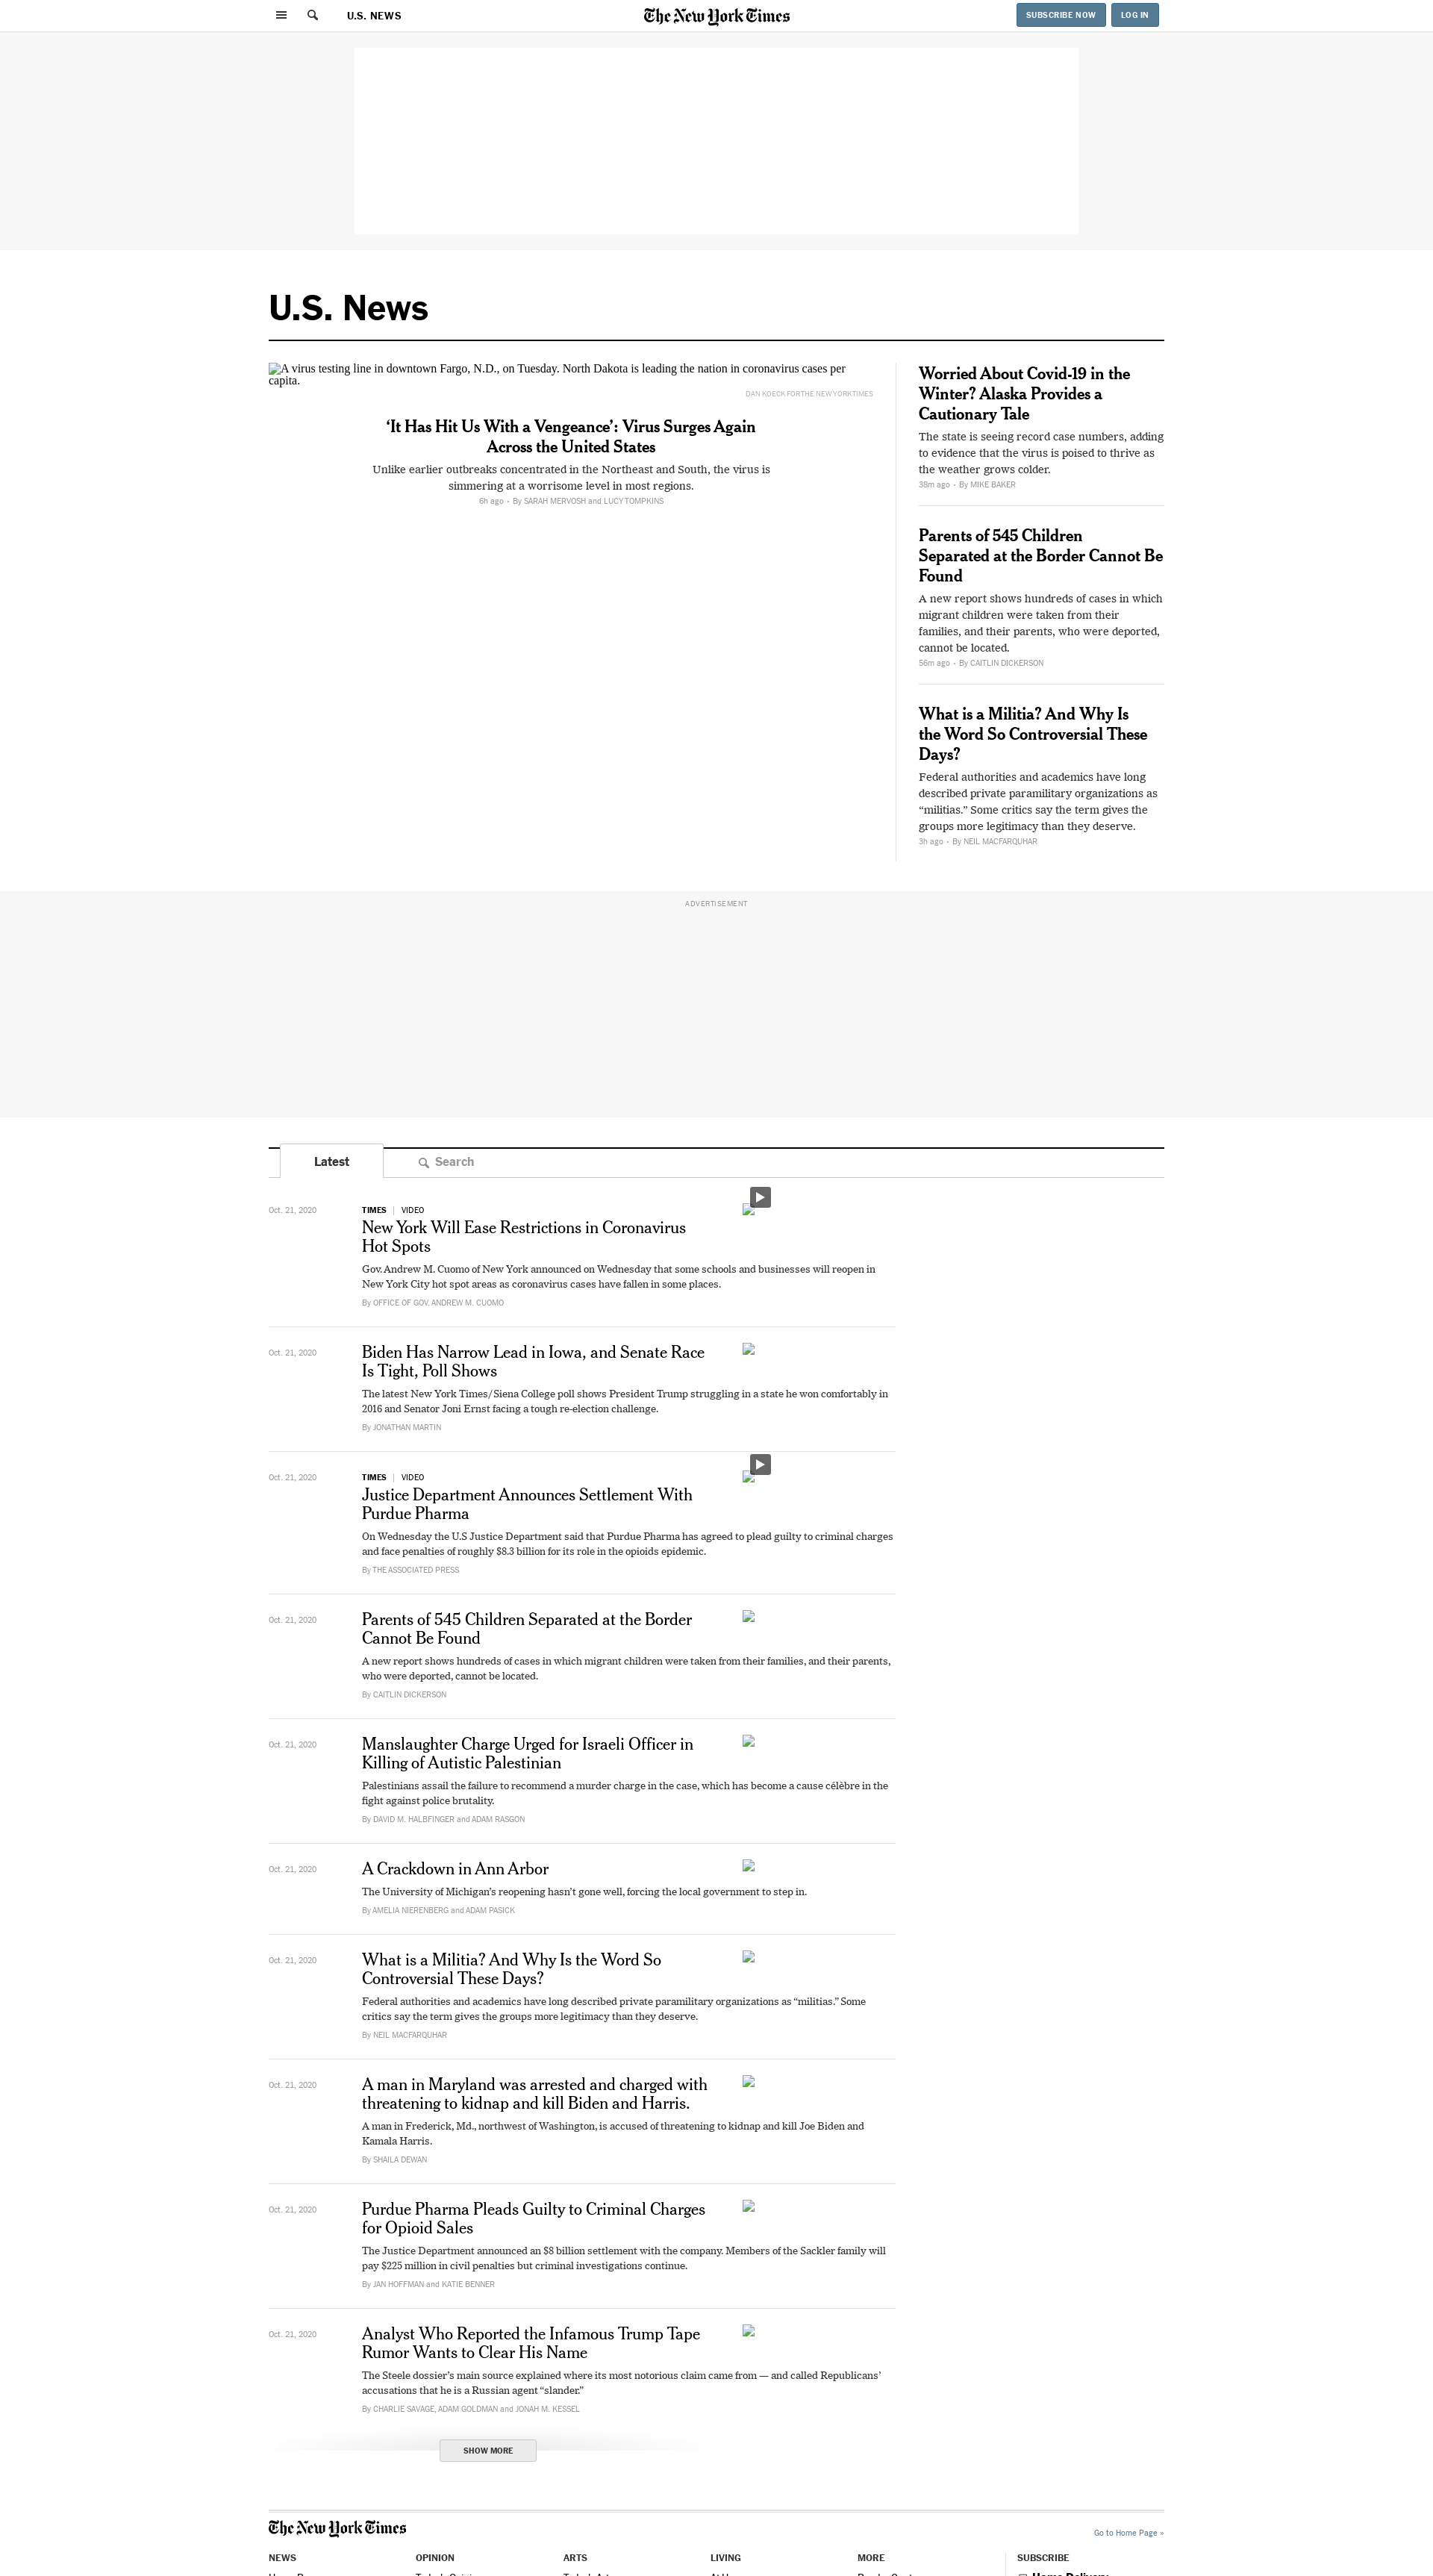 U.S. NEWS
The New York Times
SUBSCRIBE NOW
LOG IN
U.S. News
A virus testing line in downtown Fargo, N.D., on Tuesday. North Dakota is leading the nation in coronavirus cases per
capita.
DAN KOECK FOR THE NEW YORK TIMES
‘It Has Hit Us With a Vengeance’: Virus Surges Again
Across the United States
Unlike earlier outbreaks concentrated in the Northeast and South, the virus is
simmering at a worrisome level in most regions.
6h ago • By SARAH MERVOSH and LUCY TOMPKINS
Worried About Covid-19 in the
Winter? Alaska Provides a
Cautionary Tale
The state is seeing record case numbers, adding
to evidence that the virus is poised to thrive as
the weather grows colder.
38m ago • By MIKE BAKER
Parents of 545 Children
Separated at the Border Cannot Be
Found
A new report shows hundreds of cases in which
migrant children were taken from their
families, and their parents, who were deported,
cannot be located.
56m ago • By CAITLIN DICKERSON
What is a Militia? And Why Is
the Word So Controversial These
Days?
Federal authorities and academics have long
described private paramilitary organizations as
“militias.” Some critics say the term gives the
groups more legitimacy than they deserve.
3h ago • By NEIL MACFARQUHAR
ADVERTISEMENT
Latest
Search
Oct. 21, 2020
TIMES | VIDEO
New York Will Ease Restrictions in Coronavirus
Hot Spots
Gov. Andrew M. Cuomo of New York announced on Wednesday that some schools and businesses will reopen in
New York City hot spot areas as coronavirus cases have fallen in some places.
By OFFICE OF GOV. ANDREW M. CUOMO
Oct. 21, 2020
Biden Has Narrow Lead in Iowa, and Senate Race
Is Tight, Poll Shows
The latest New York Times/Siena College poll shows President Trump struggling in a state he won comfortably in
2016 and Senator Joni Ernst facing a tough re-election challenge.
By JONATHAN MARTIN
Oct. 21, 2020
TIMES | VIDEO
Justice Department Announces Settlement With
Purdue Pharma
On Wednesday the U.S Justice Department said that Purdue Pharma has agreed to plead guilty to criminal charges
and face penalties of roughly $8.3 billion for its role in the opioids epidemic.
By THE ASSOCIATED PRESS
Oct. 21, 2020
Parents of 545 Children Separated at the Border
Cannot Be Found
A new report shows hundreds of cases in which migrant children were taken from their families, and their parents,
who were deported, cannot be located.
By CAITLIN DICKERSON
Oct. 21, 2020
Manslaughter Charge Urged for Israeli Officer in
Killing of Autistic Palestinian
Palestinians assail the failure to recommend a murder charge in the case, which has become a cause célèbre in the
fight against police brutality.
By DAVID M. HALBFINGER and ADAM RASGON
Oct. 21, 2020
A Crackdown in Ann Arbor
The University of Michigan’s reopening hasn’t gone well, forcing the local government to step in.
By AMELIA NIERENBERG and ADAM PASICK
Oct. 21, 2020
What is a Militia? And Why Is the Word So
Controversial These Days?
Federal authorities and academics have long described private paramilitary organizations as “militias.” Some
critics say the term gives the groups more legitimacy than they deserve.
By NEIL MACFARQUHAR
Oct. 21, 2020
A man in Maryland was arrested and charged with
threatening to kidnap and kill Biden and Harris.
A man in Frederick, Md., northwest of Washington, is accused of threatening to kidnap and kill Joe Biden and
Kamala Harris.
By SHAILA DEWAN
Oct. 21, 2020
Purdue Pharma Pleads Guilty to Criminal Charges
for Opioid Sales
The Justice Department announced an $8 billion settlement with the company. Members of the Sackler family will
pay $225 million in civil penalties but criminal investigations continue.
By JAN HOFFMAN and KATIE BENNER
Oct. 21, 2020
Analyst Who Reported the Infamous Trump Tape
Rumor Wants to Clear His Name
The Steele dossier’s main source explained where its most notorious claim came from — and called Republicans’
accusations that he is a Russian agent “slander.”
By CHARLIE SAVAGE, ADAM GOLDMAN and JONAH M. KESSEL
SHOW MORE
The New York Times
Go to Home Page »
NEWS
OPINION
ARTS
LIVING
MORE
SUBSCRIBE